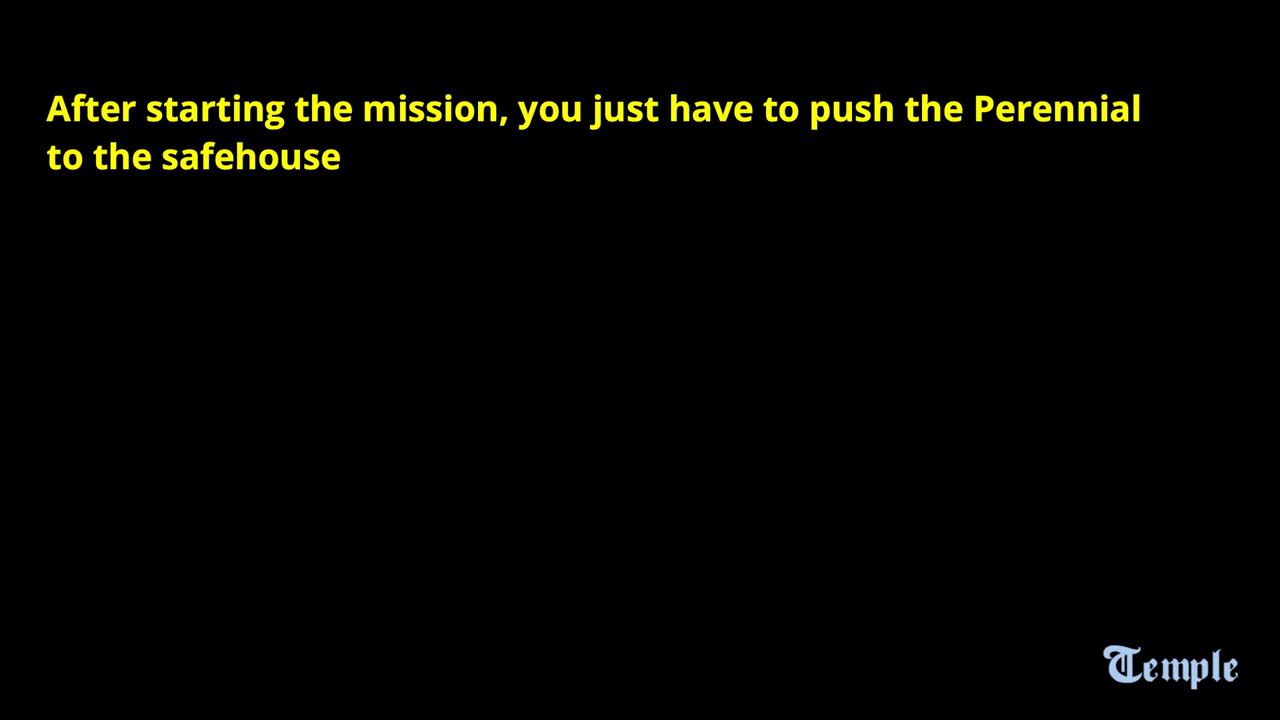 After starting the mission, you just have to push the Perennial
to the safehouse
Temple